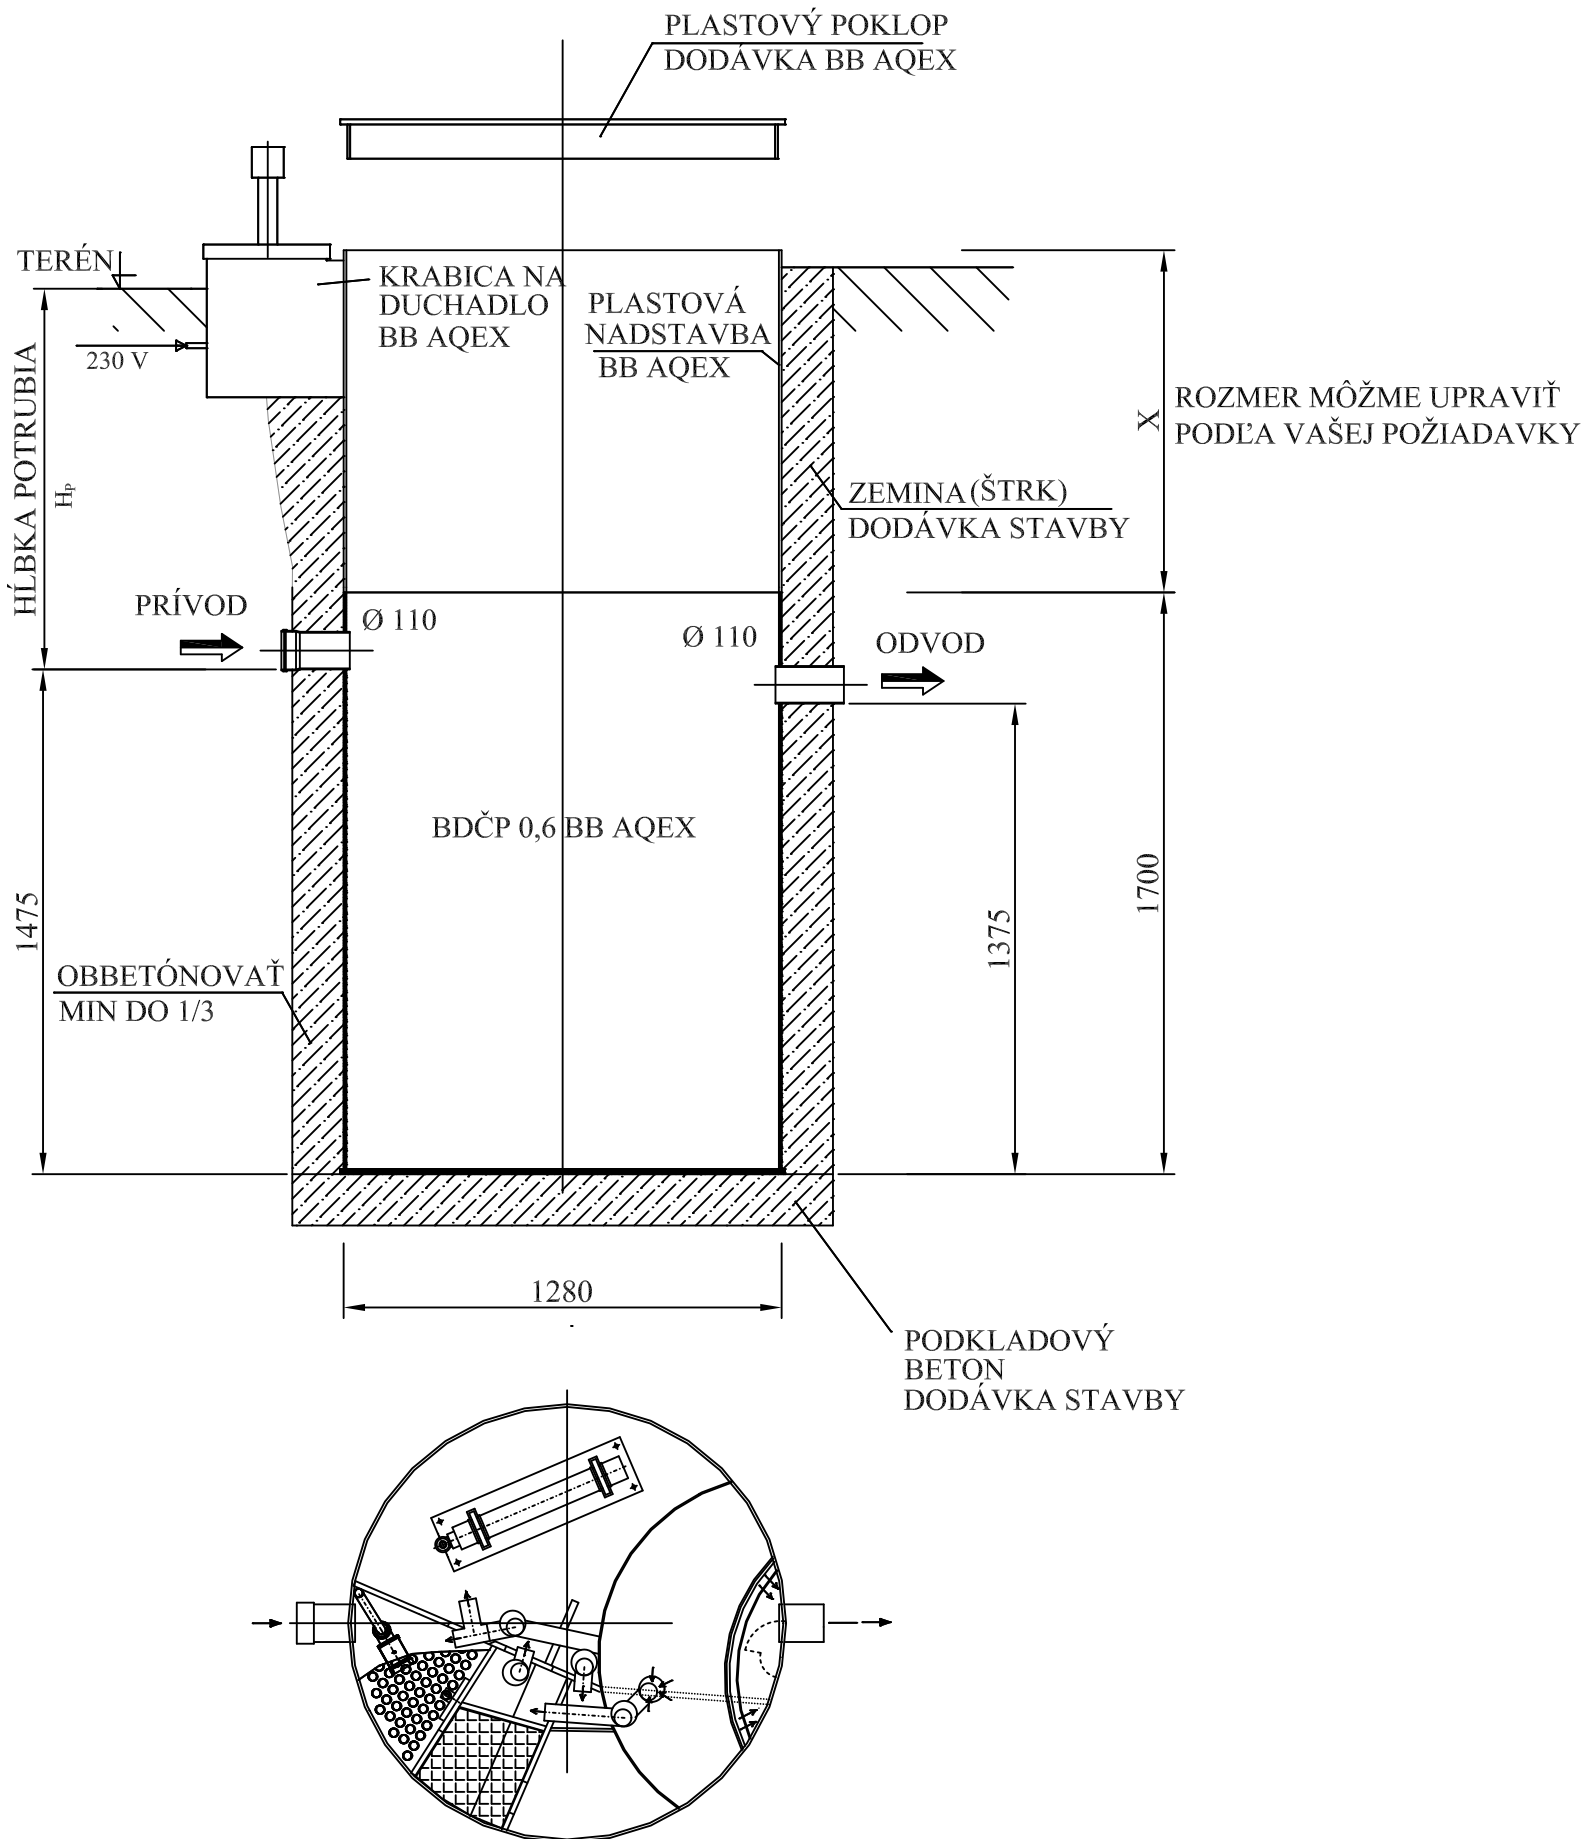 PLASTOVÝ POKLOP
DODÁVKA BB AQEX
TERÉN
KRABICA NA
DUCHADLO
BB AQEX
PLASTOVÁ
NADSTAVBA
BB AQEX
230 V
HĹBKA POTRUBIA
HP
X
ROZMER MÔŽME UPRAVIŤ
PODĽA VAŠEJ POŽIADAVKY
ZEMINA (ŠTRK)
DODÁVKA STAVBY
PRÍVOD
Ø 110
Ø 110
ODVOD
BDČP 0,6 BB AQEX
1475
1375
1700
OBBETÓNOVAŤ
MIN DO 1/3
1280
PODKLADOVÝ
BETON
DODÁVKA STAVBY